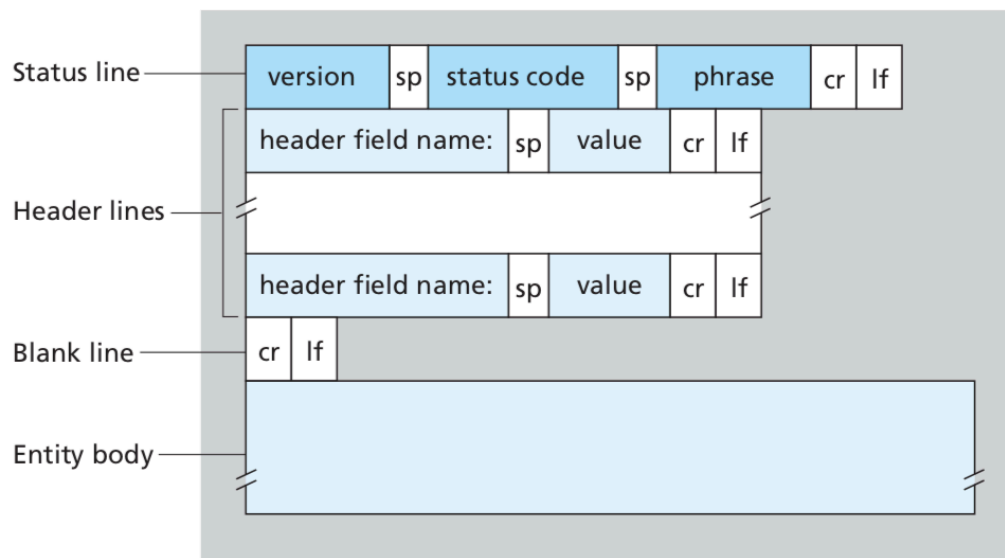 Status line
version sp status code sp phrase cr lf
header field name: sp value cr lf
Header lines
header field name: sp value cr lf
Blank line
cr lf
Entity body